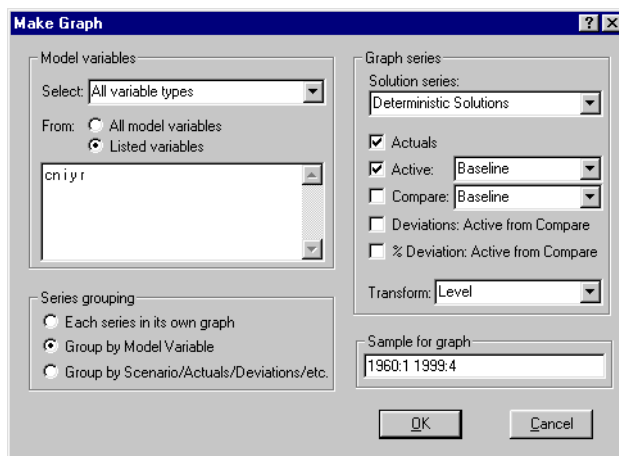 Make Graph
Model variables
Select: All variable types
From: All model variables
Listed variables
cn i y r
Series grouping
Each series in its own graph
Group by Model Variable
Group by Scenario/Actuals/Deviations/etc.
Graph series
Solution series:
Deterministic Solutions
Actuals
Active: Baseline
Compare: Baseline
Deviations: Active from Compare
% Deviation: Active from Compare
Transform: Level
Sample for graph
1960:1 1999:4
OK Cancel